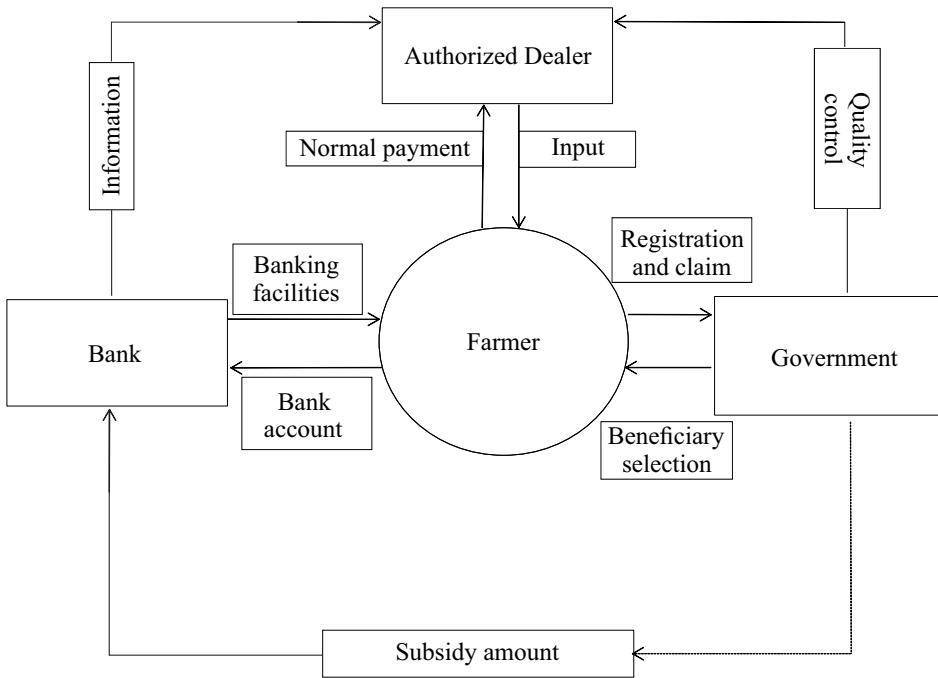 Authorized Dealer
Information
Quality
control
Normal payment
Input
Registration
and claim
Banking
facilities
Bank
Farmer
Government
Bank
account
Beneficiary
selection
Subsidy amount